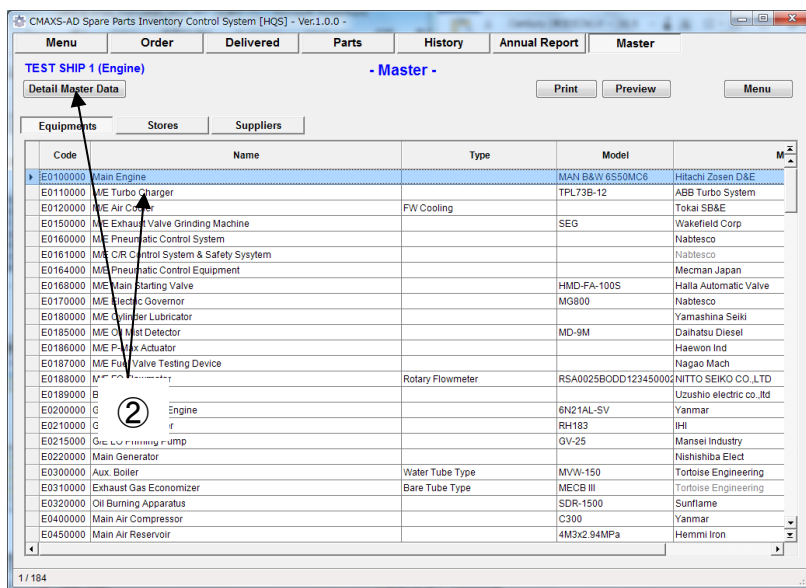 CMAXS-AD Spare Parts Inventory Control System [HQS] - Ver.1.0.0 -
Menu Order Delivered Parts History Annual Report Master
TEST SHIP 1 (Engine) - Master -
Detail Master Data Print Preview Menu
Equipments Stores Suppliers
Code Name Type Model M
E0100000 Main Engine MAN B&W 6S50MC6 Hitachi Zosen D&E
E0110000 M/E Turbo Charger TPL73B-12 ABB Turbo System
E0120000 M/E Air Cooler FW Cooling Tokai SB&E
E0150000 M/E Exhaust Valve Grinding Machine SEG Wakefield Corp
E0160000 M/E Pneumatic Control System Nabtesco
E0161000 M/E C/R Control System & Safety Sysytem Nabtesco
E0164000 M/E Pneumatic Control Equipment Mecman Japan
E0168000 M/E Main Starting Valve HMD-FA-100S Halla Automatic Valve
E0170000 M/E Electric Governor MG800 Nabtesco
E0180000 M/E Cylinder Lubricator Yamashina Seiki
E0185000 M/E Oil Mist Detector MD-9M Daihatsu Diesel
E0186000 M/E P-Max Actuator Haewon Ind
E0187000 M/E Fuel Valve Testing Device Nagao Mach
E0188000 M/E FO Flowmeter Rotary Flowmeter RSA0025BODD123450002 NITTO SEIKO CO.,LTD
E0189000 B Uzushio electric co.,ltd
E0200000 G Engine 6N21AL-SV Yanmar
E0210000 G r RH183 IHI
E0215000 G/E LO Priming Pump GV-25 Mansei Industry
E0220000 Main Generator Nishishiba Elect
E0300000 Aux. Boiler Water Tube Type MVW-150 Tortoise Engineering
E0310000 Exhaust Gas Economizer Bare Tube Type MECB III Tortoise Engineering
E0320000 Oil Burning Apparatus SDR-1500 Sunflame
E0400000 Main Air Compressor C300 Yanmar
E0450000 Main Air Reservoir 4M3x2.94MPa Hemmi Iron
②
1 / 184